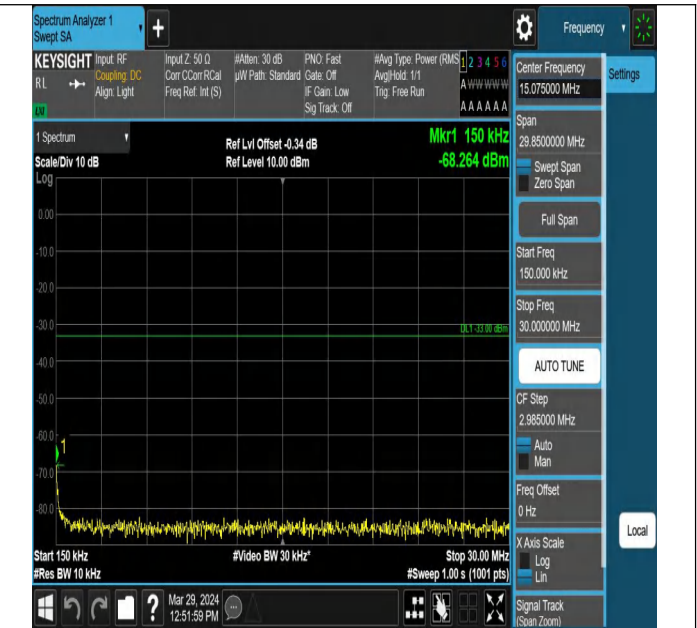 Spectrum Analyzer 1
Swept SA
+
Frequency
KEYSIGHT
RL
LXI
Input: RF
Coupling: DC
Align: Light
Input Z: 50 Ω
Corr CCorr RCal
Freq Ref: Int (S)
#Atten: 30 dB
µW Path: Standard
PNO: Fast
Gate: Off
IF Gain: Low
Sig Track: Off
#Avg Type: Power (RMS
Avg|Hold: 1/1
Trig: Free Run
1 2 3 4 5 6
A W W W W W
A A A A A A
1 Spectrum
Scale/Div 10 dB
Log
Ref Lvl Offset -0.34 dB
Ref Level 10.00 dBm
Mkr1 150 kHz
-68.264 dBm
0.00
-10.0
-20.0
-30.0
DL1 -33.00 dBm
-40.0
-50.0
-60.0
1
-70.0
-80.0
Start 150 kHz
#Video BW 30 kHz*
Stop 30.00 MHz
#Res BW 10 kHz
#Sweep 1.00 s (1001 pts)
Center Frequency
15.075000 MHz
Settings
Span
29.8500000 MHz
Swept Span
Zero Span
Full Span
Start Freq
150.000 kHz
Stop Freq
30.000000 MHz
AUTO TUNE
CF Step
2.985000 MHz
Auto
Man
Freq Offset
0 Hz
X Axis Scale
Log
Lin
Signal Track
(Span Zoom)
Local
?
Mar 29, 2024
12:51:59 PM